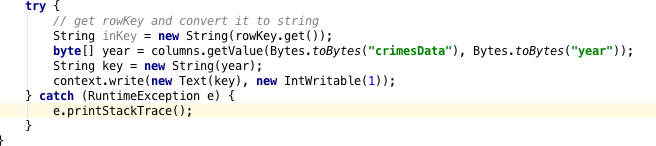 try {
// get rowKey and convert it to string
String inKey = new String(rowKey.get());
byte[] year = columns.getValue(Bytes.toBytes("crimesData"), Bytes.toBytes("year"));
String key = new String(year);
context.write(new Text(key), new IntWritable(1));
} catch (RuntimeException e) {
e.printStackTrace();
}
}